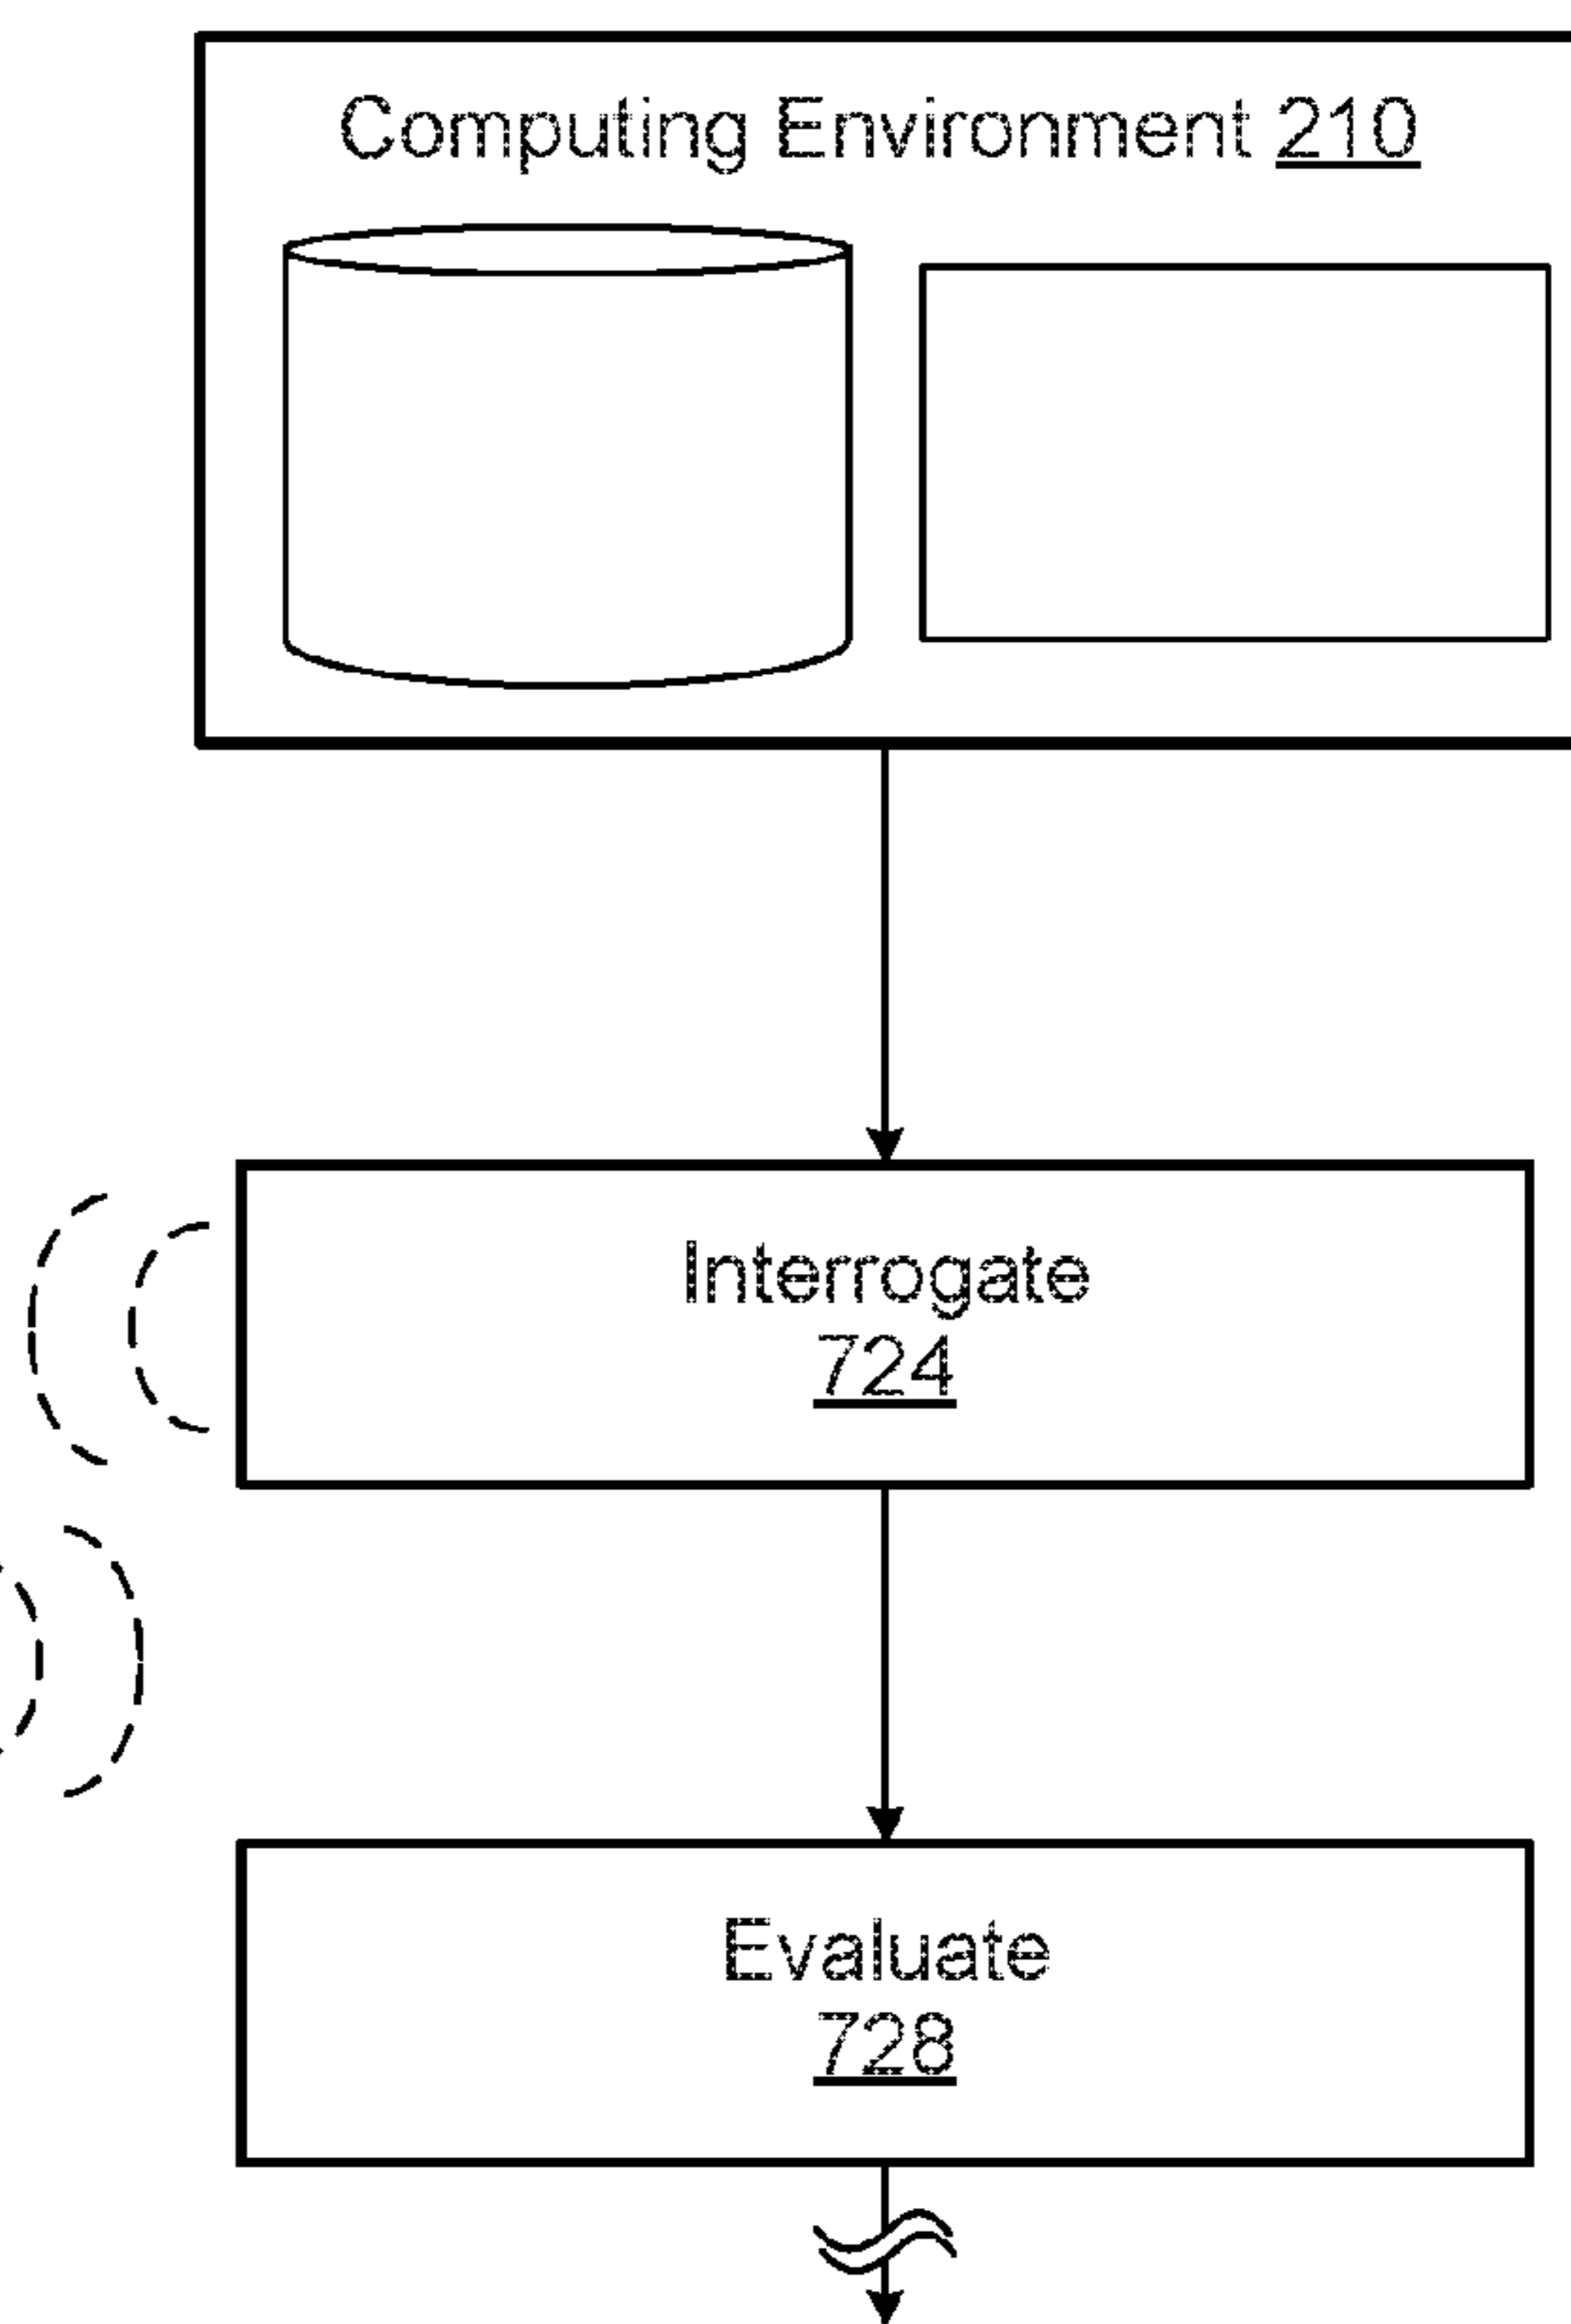 Computing Environment 210
Interrogate
724
Evaluate
728